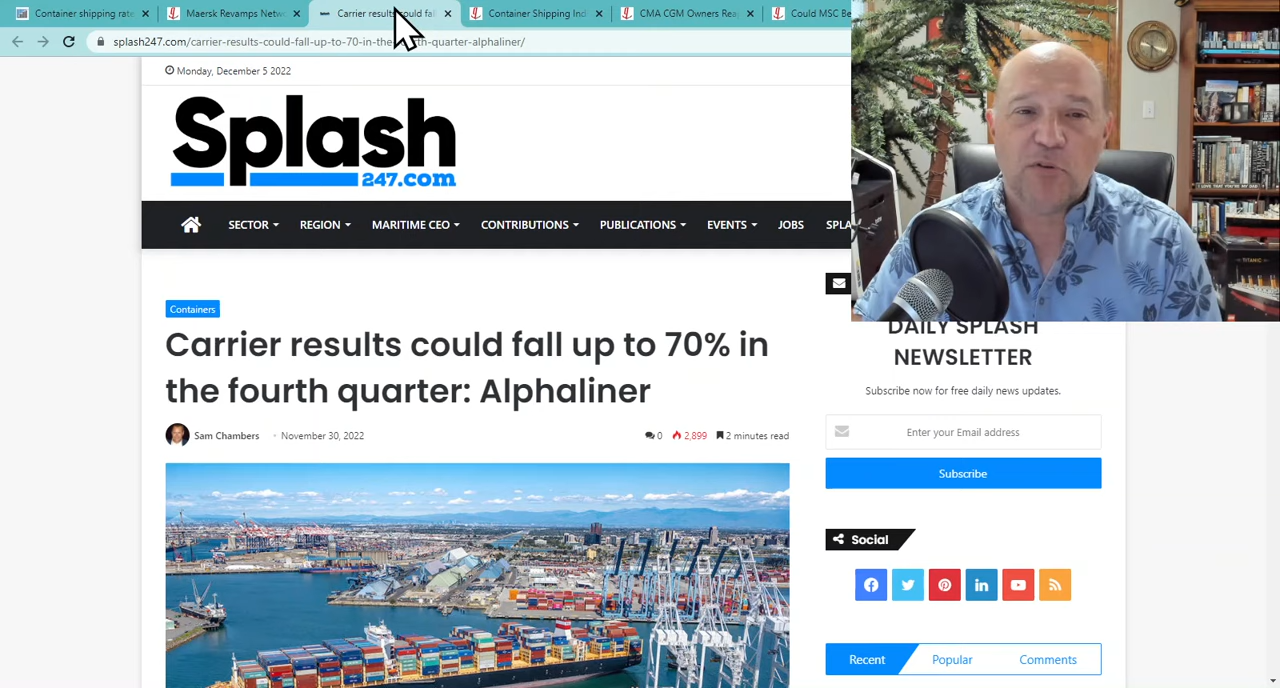 Container shipping rate
Maersk Revamps Netw
Carrier results could fal
Container Shipping Ind
CMA CGM Owners Rea
Could MSC Be
splash247.com/carrier-results-could-fall-up-to-70-in-the-fourth-quarter-alphaliner/
Monday, December 5 2022
Splash
247.com
SECTOR REGION MARITIME CEO CONTRIBUTIONS PUBLICATIONS EVENTS JOBS SPLA
Containers
Carrier results could fall up to 70% in
the fourth quarter: Alphaliner
Sam Chambers · November 30, 2022 0 2,899 2 minutes read
DAILY SPLASH
NEWSLETTER
Subscribe now for free daily news updates.
Enter your Email address
Subscribe
Social
Recent Popular Comments
TITANIC